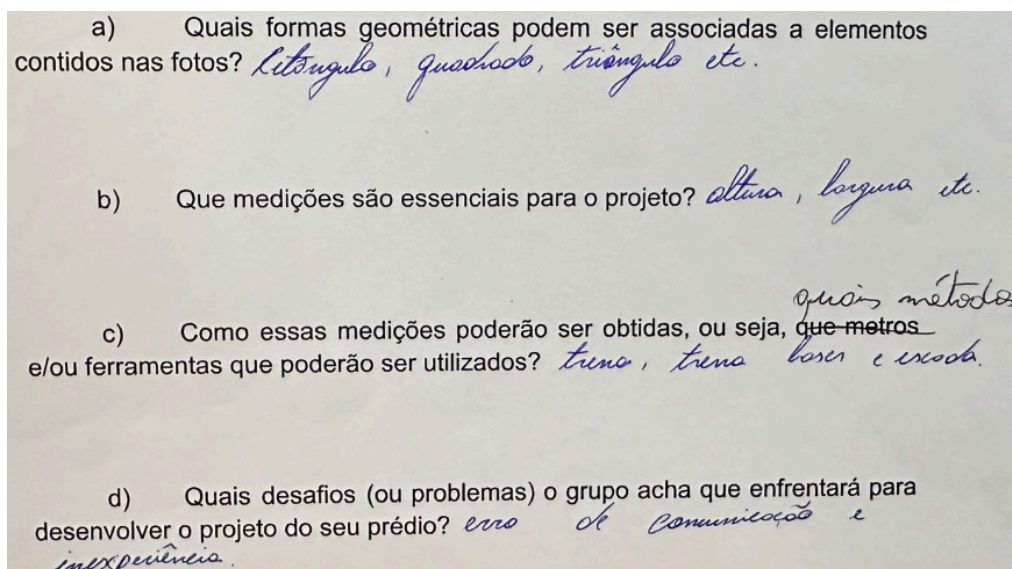 a) Quais formas geométricas podem ser associadas a elementos
contidos nas fotos? Retângulo, quadrado, triângulo etc.
b) Que medições são essenciais para o projeto? altura, largura etc.
quais métodos
c) Como essas medições poderão ser obtidas, ou seja, que metros
e/ou ferramentas que poderão ser utilizados? trena, trena laser e escada.
d) Quais desafios (ou problemas) o grupo acha que enfrentará para
desenvolver o projeto do seu prédio? erro de comunicação e
inexperiência.